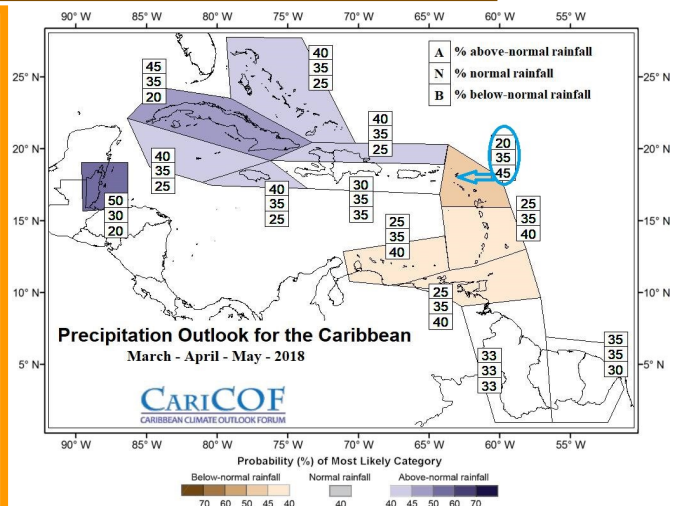 90° W 85° W 80° W 75° W 70° W 65° W 60° W 55° W
25° N
20° N
15° N
10° N
5° N
25° N
20° N
15° N
10° N
5° N
A % above-normal rainfall
N % normal rainfall
B % below-normal rainfall
40
35
25
45
35
20
40
35
25
20
35
45
40
35
25
40
35
25
30
35
35
50
30
20
25
35
40
25
35
40
25
35
40
33
33
33
35
35
30
Precipitation Outlook for the Caribbean
March - April - May - 2018
CARICOF
CARIBBEAN CLIMATE OUTLOOK FORUM
90° W 85° W 80° W 75° W 70° W 65° W 60° W 55° W
Probability (%) of Most Likely Category
Below-normal rainfall Normal rainfall Above-normal rainfall
70 60 50 45 40 40 40 45 50 60 70